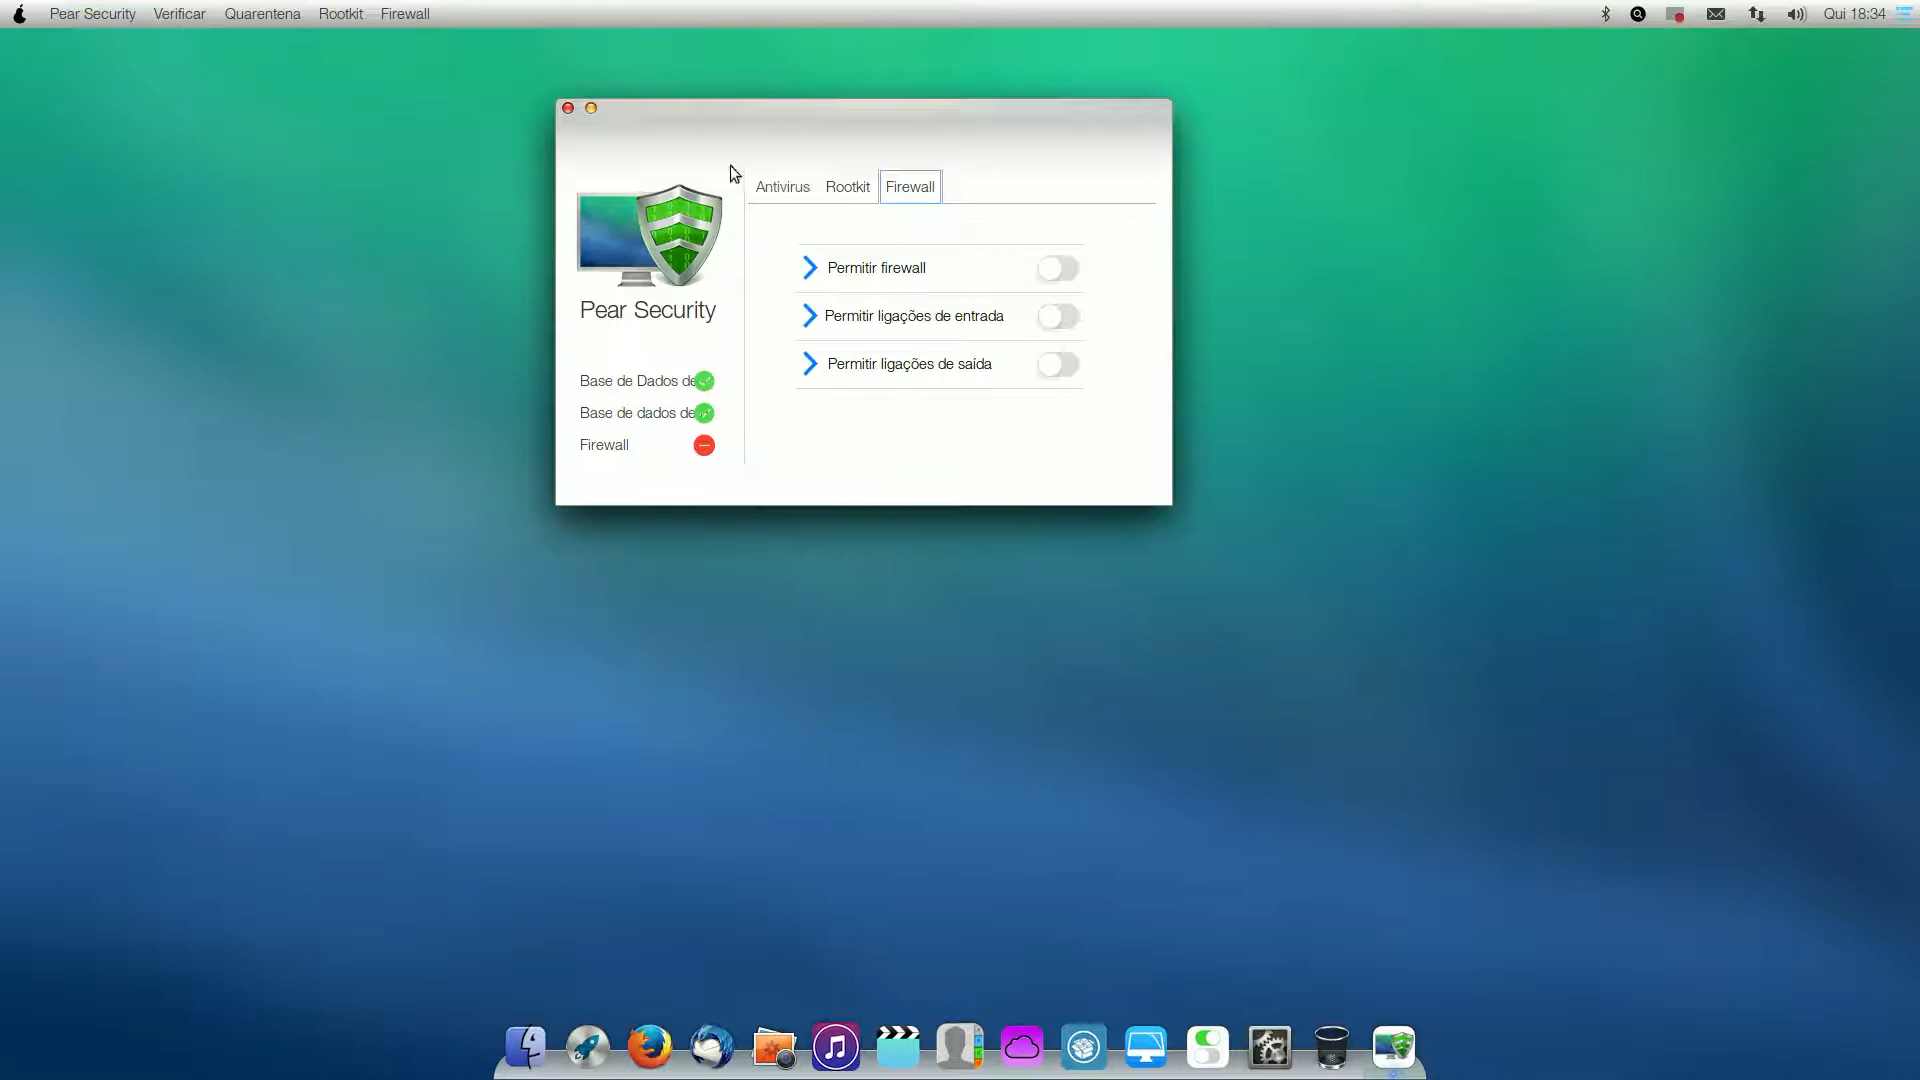 Pear Security Verificar Quarentena Rootkit Firewall Qui 18:34
Antivirus Rootkit Firewall
Permitir firewall
Permitir ligações de entrada
Permitir ligações de saída
Pear Security
Base de Dados de
Base de dados de
Firewall